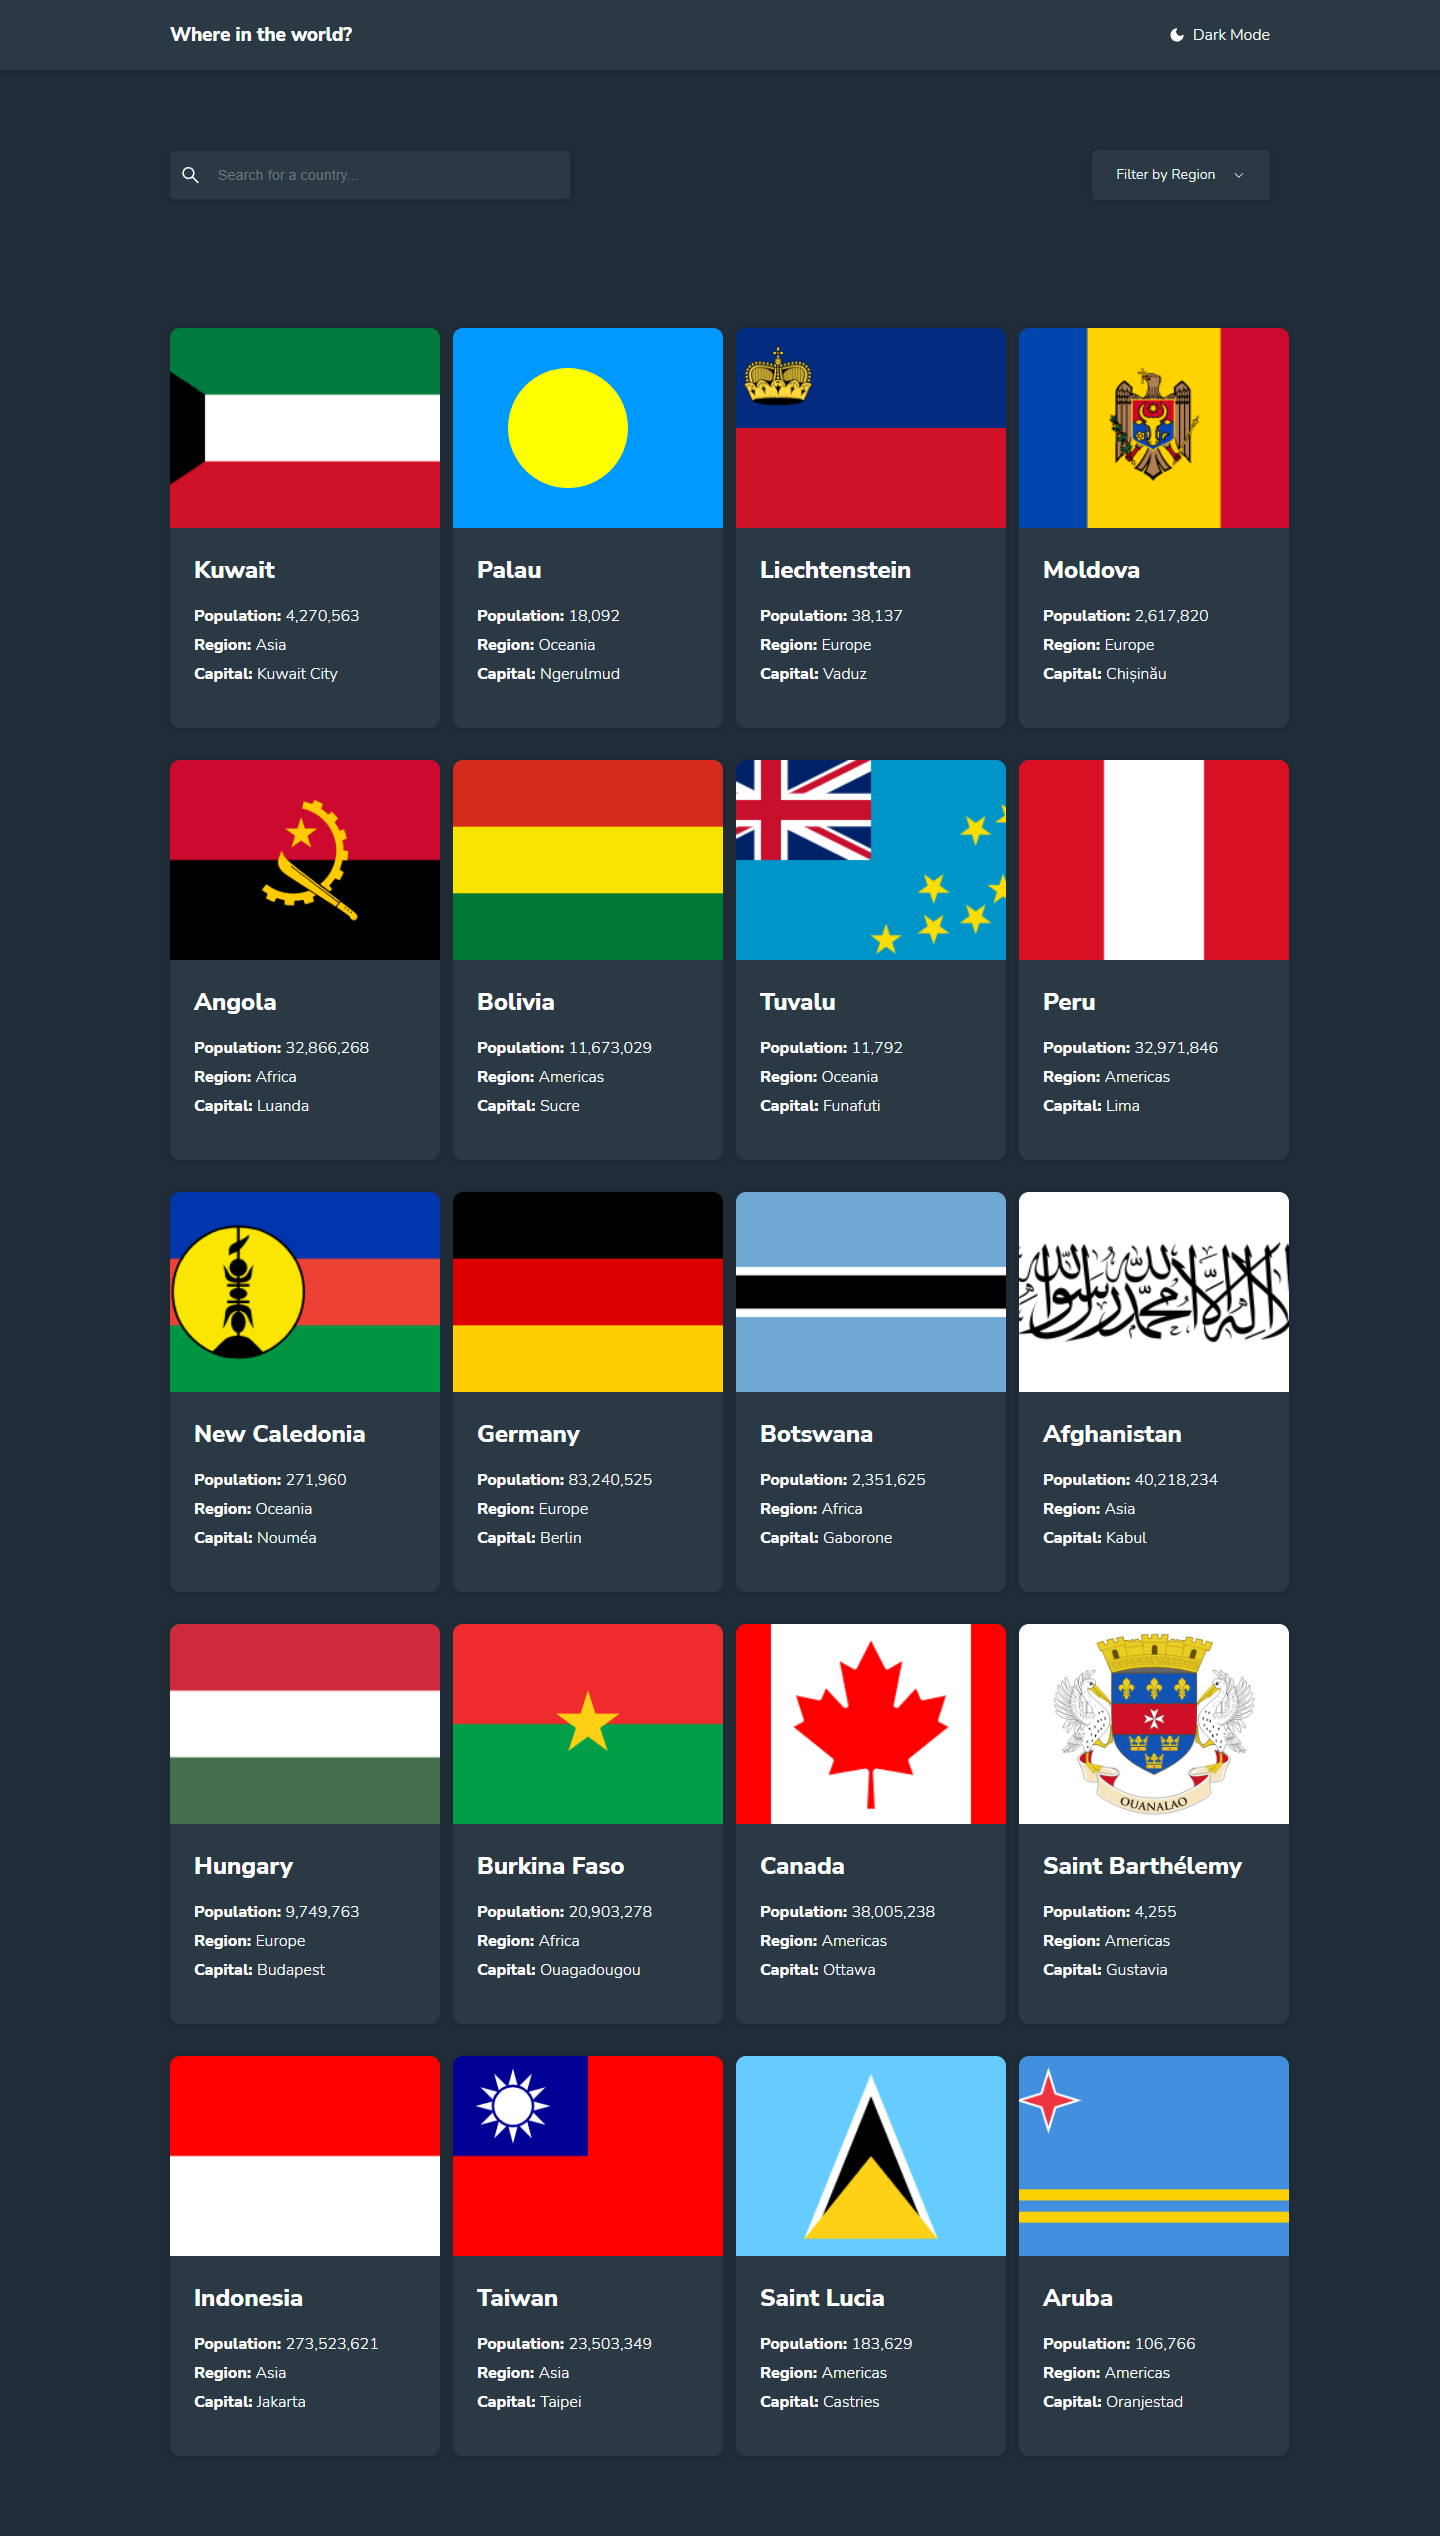 Where in the world?
Dark Mode
Search for a country...
Filter by Region
Kuwait
Population: 4,270,563
Region: Asia
Capital: Kuwait City
Palau
Population: 18,092
Region: Oceania
Capital: Ngerulmud
Liechtenstein
Population: 38,137
Region: Europe
Capital: Vaduz
Moldova
Population: 2,617,820
Region: Europe
Capital: Chișinău
Angola
Population: 32,866,268
Region: Africa
Capital: Luanda
Bolivia
Population: 11,673,029
Region: Americas
Capital: Sucre
Tuvalu
Population: 11,792
Region: Oceania
Capital: Funafuti
Peru
Population: 32,971,846
Region: Americas
Capital: Lima
New Caledonia
Population: 271,960
Region: Oceania
Capital: Nouméa
Germany
Population: 83,240,525
Region: Europe
Capital: Berlin
Botswana
Population: 2,351,625
Region: Africa
Capital: Gaborone
Afghanistan
Population: 40,218,234
Region: Asia
Capital: Kabul
Hungary
Population: 9,749,763
Region: Europe
Capital: Budapest
Burkina Faso
Population: 20,903,278
Region: Africa
Capital: Ouagadougou
Canada
Population: 38,005,238
Region: Americas
Capital: Ottawa
OUANALAO
Saint Barthélemy
Population: 4,255
Region: Americas
Capital: Gustavia
Indonesia
Population: 273,523,621
Region: Asia
Capital: Jakarta
Taiwan
Population: 23,503,349
Region: Asia
Capital: Taipei
Saint Lucia
Population: 183,629
Region: Americas
Capital: Castries
Aruba
Population: 106,766
Region: Americas
Capital: Oranjestad